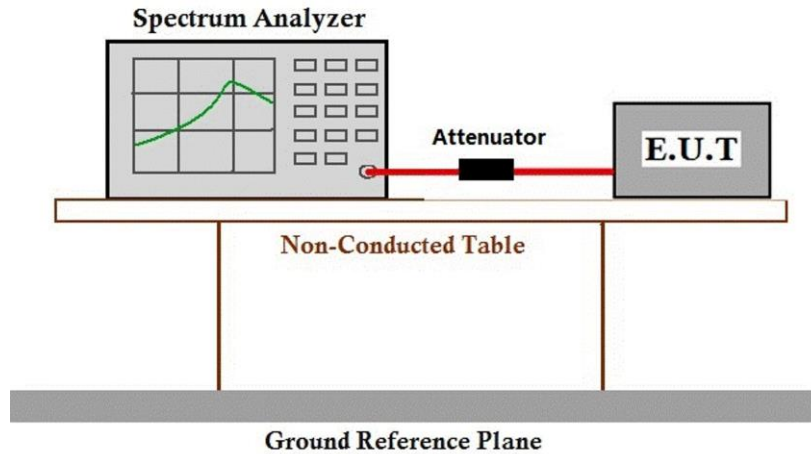 Spectrum Analyzer
Attenuator
E.U.T
Non-Conducted Table
Ground Reference Plane